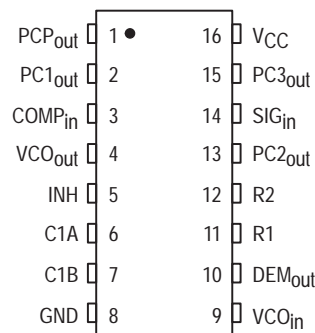 PCPout 1 16 VCC
PC1out 2 15 PC3out
COMPin 3 14 SIGin
VCOout 4 13 PC2out
INH 5 12 R2
C1A 6 11 R1
C1B 7 10 DEMout
GND 8 9 VCOin